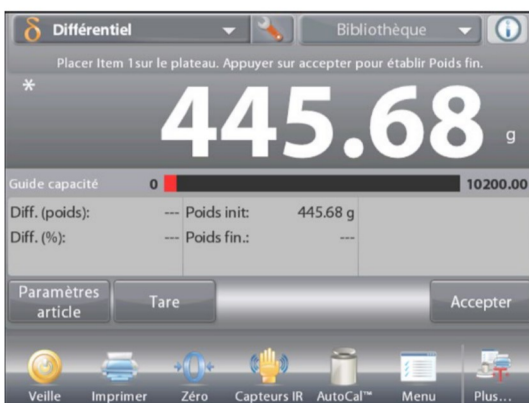 δ Différentiel Bibliothèque i
Placer Item 1sur le plateau. Appuyer sur accepter pour établir Poids fin.
* 445.68 g
Guide capacité 0 10200.00
Diff. (poids): --- Poids init: 445.68 g
Diff. (%): --- Poids fin.: ---
Paramètres article Tare Accepter
Veille Imprimer Zéro Capteurs IR AutoCal™ Menu Plus...